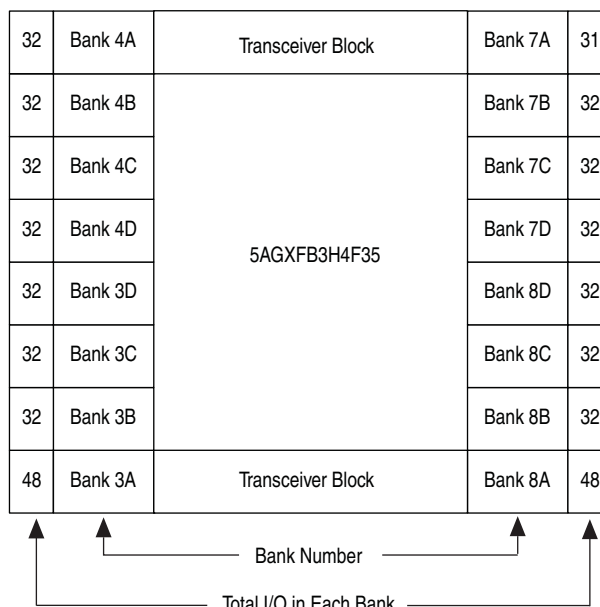 32 Bank 4A Transceiver Block Bank 7A 31
32 Bank 4B Bank 7B 32
32 Bank 4C Bank 7C 32
32 Bank 4D Bank 7D 32
5AGXFB3H4F35
32 Bank 3D Bank 8D 32
32 Bank 3C Bank 8C 32
32 Bank 3B Bank 8B 32
48 Bank 3A Transceiver Block Bank 8A 48
Bank Number
Total I/O in Each Bank